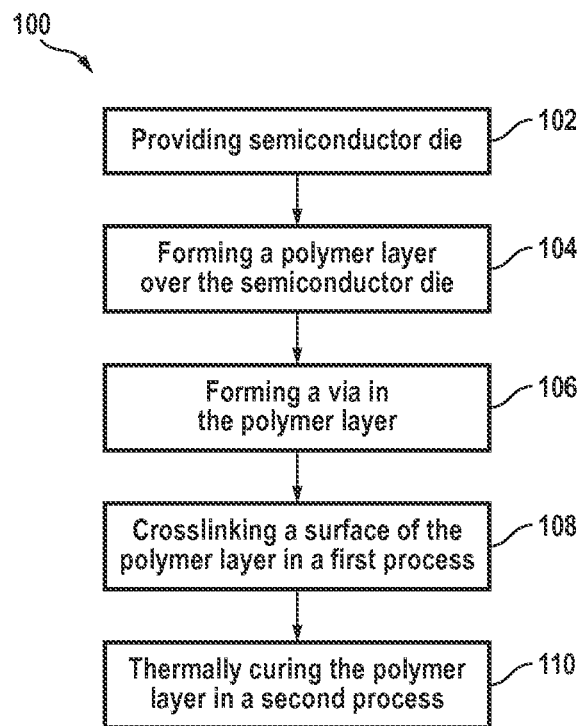 100
Providing semiconductor die
102
Forming a polymer layer
over the semiconductor die
104
Forming a via in
the polymer layer
106
Crosslinking a surface of the
polymer layer in a first process
108
Thermally curing the polymer
layer in a second process
110